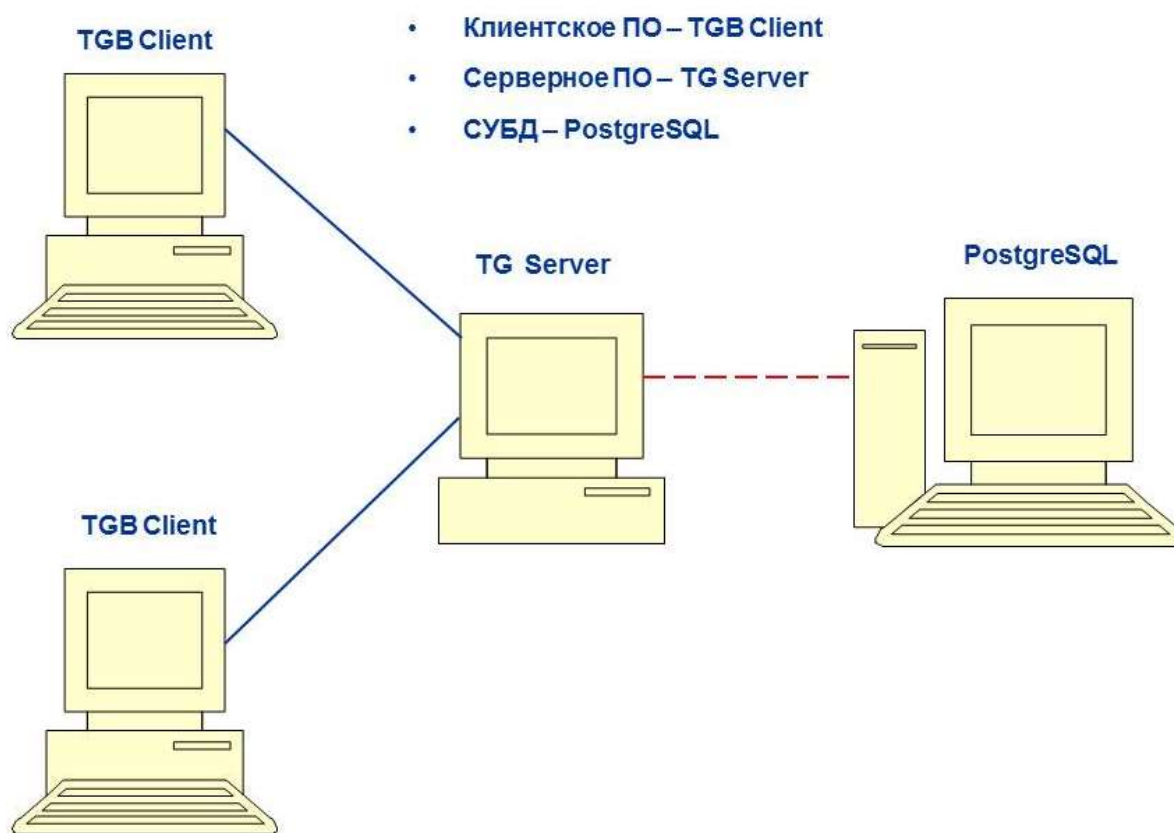 TGB Client
• Клиентское ПО – TGB Client
• Серверное ПО – TG Server
• СУБД – PostgreSQL
TG Server
PostgreSQL
TGB Client